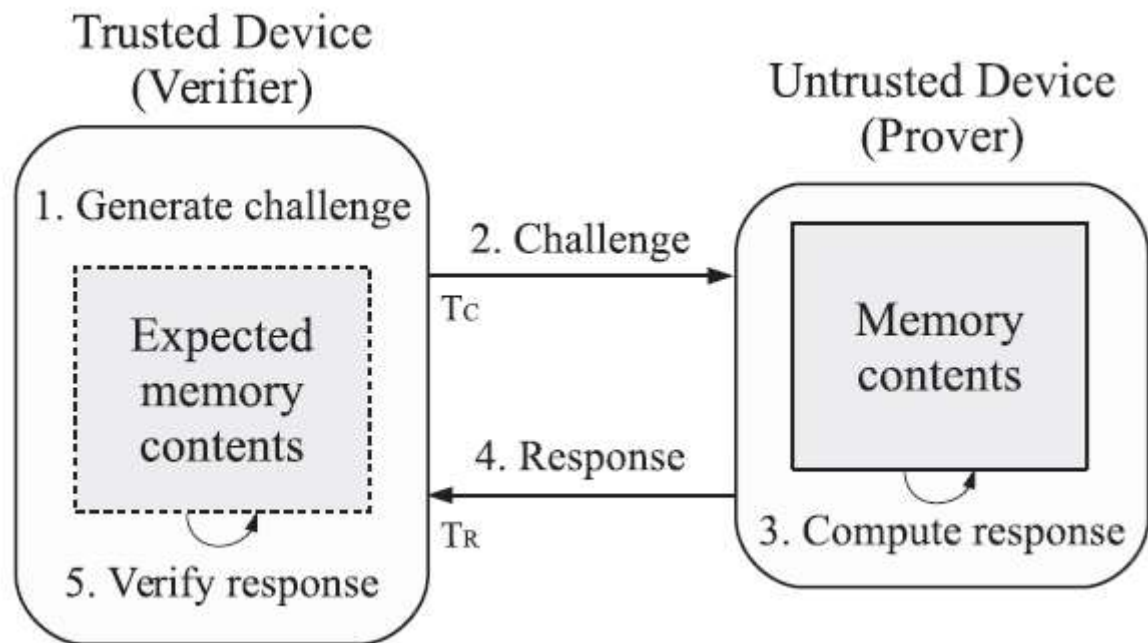 Trusted Device
(Verifier)
Untrusted Device
(Prover)
1. Generate challenge
Expected
memory
contents
5. Verify response
2. Challenge
TC
4. Response
TR
Memory
contents
3. Compute response